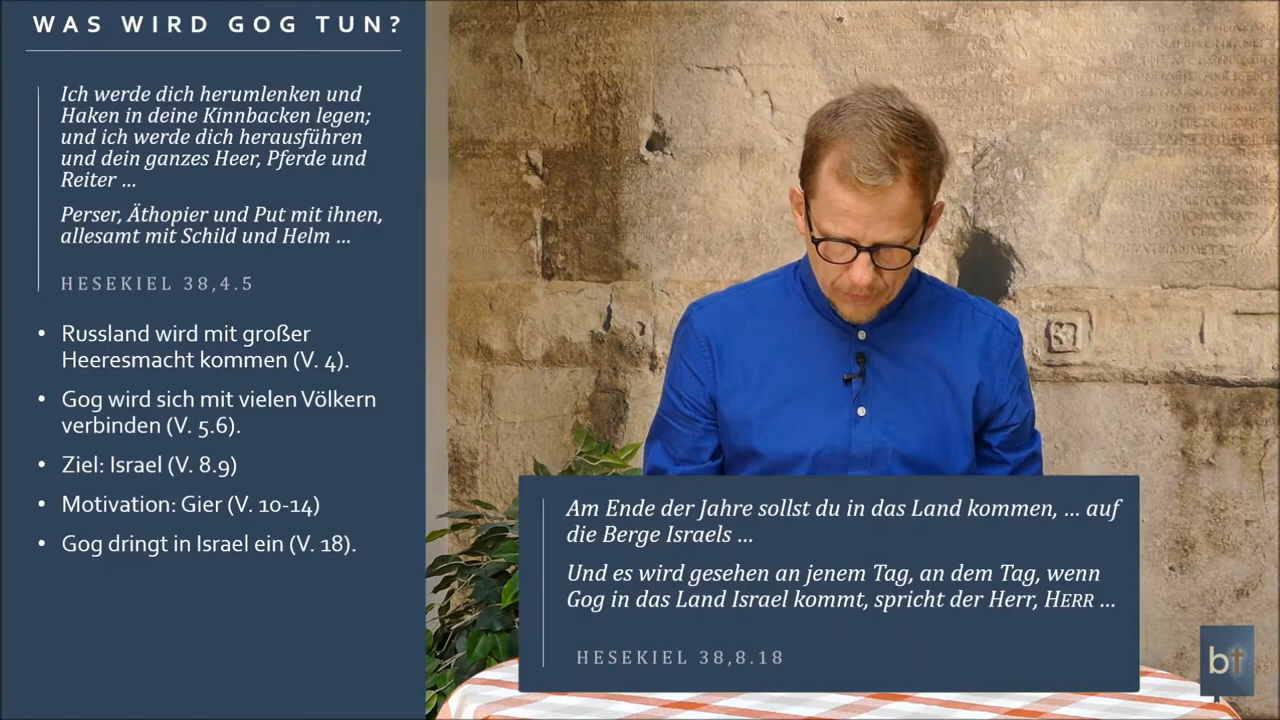 WAS WIRD GOG TUN?
Ich werde dich herumlenken und
Haken in deine Kinnbacken legen;
und ich werde dich herausführen
und dein ganzes Heer, Pferde und
Reiter ...
Perser, Äthopier und Put mit ihnen,
allesamt mit Schild und Helm ...
HESEKIEL 38,4.5
• Russland wird mit großer
Heeresmacht kommen (V. 4).
• Gog wird sich mit vielen Völkern
verbinden (V. 5.6).
• Ziel: Israel (V. 8.9)
• Motivation: Gier (V. 10-14)
• Gog dringt in Israel ein (V. 18).
Am Ende der Jahre sollst du in das Land kommen, ... auf
die Berge Israels ...
Und es wird gesehen an jenem Tag, an dem Tag, wenn
Gog in das Land Israel kommt, spricht der Herr, HERR ...
HESEKIEL 38,8.18
bt